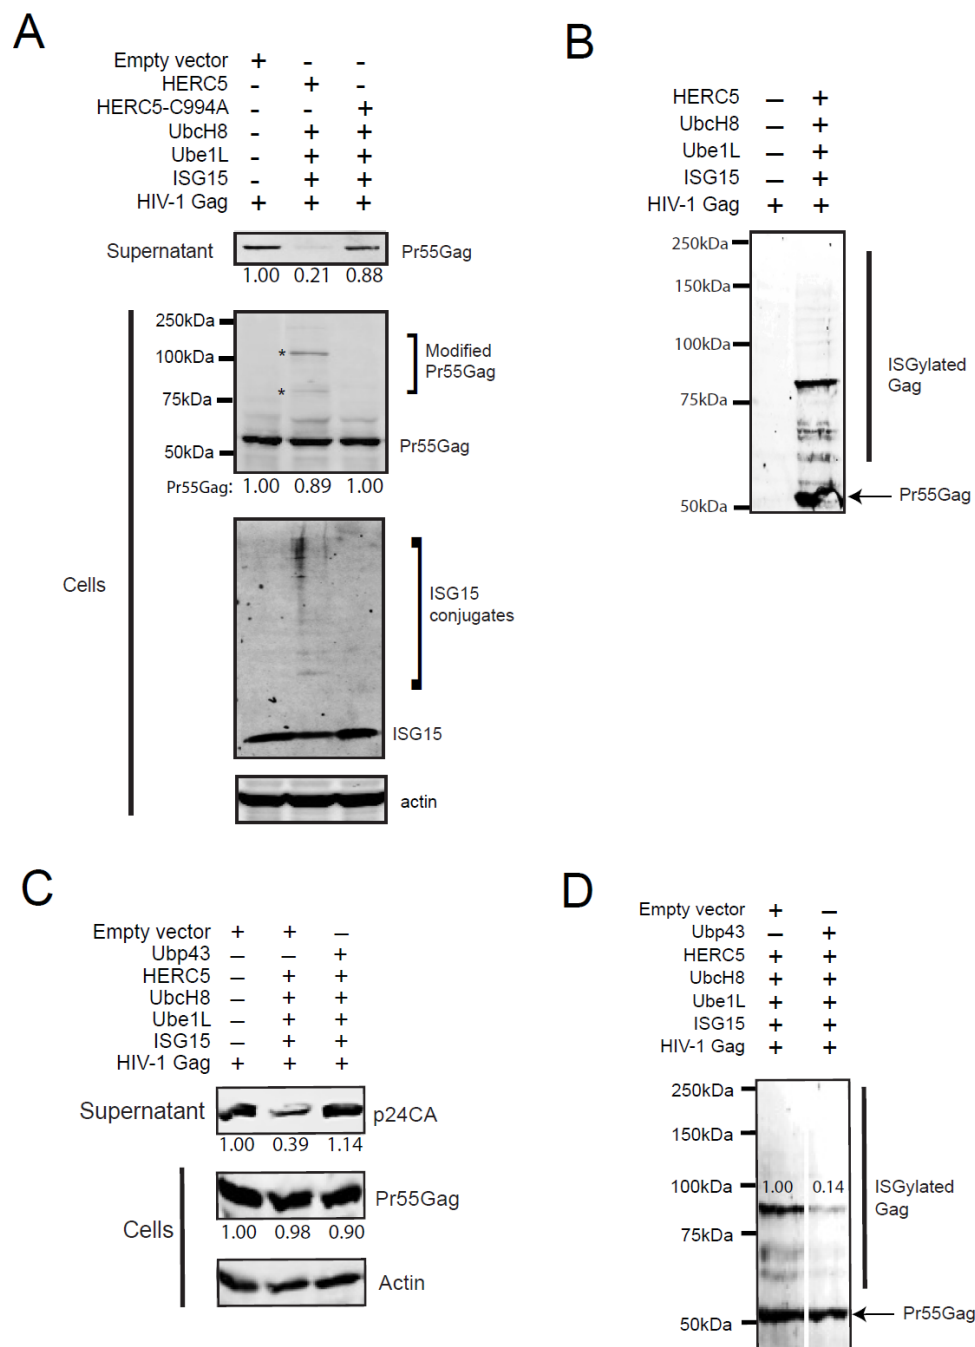 A
Empty vector + - -
HERC5 - + -
HERC5-C994A - - +
UbcH8 - + +
Ube1L - + +
ISG15 - + +
HIV-1 Gag + + +
Supernatant Pr55Gag
1.00 0.21 0.88
250kDa
100kDa
75kDa
50kDa
*
*
Modified
Pr55Gag
Pr55Gag
Pr55Gag: 1.00 0.89 1.00
Cells
ISG15
conjugates
ISG15
actin
B
HERC5 – +
UbcH8 – +
Ube1L – +
ISG15 – +
HIV-1 Gag + +
250kDa
150kDa
100kDa
75kDa
50kDa
ISGylated
Gag
Pr55Gag
C
Empty vector + + –
Ubp43 – – +
HERC5 – + +
UbcH8 – + +
Ube1L – + +
ISG15 – + +
HIV-1 Gag + + +
Supernatant p24CA
1.00 0.39 1.14
Pr55Gag
1.00 0.98 0.90
Cells
Actin
D
Empty vector + –
Ubp43 – +
HERC5 + +
UbcH8 + +
Ube1L + +
ISG15 + +
HIV-1 Gag + +
250kDa
150kDa
100kDa
75kDa
50kDa
1.00 0.14
ISGylated
Gag
Pr55Gag